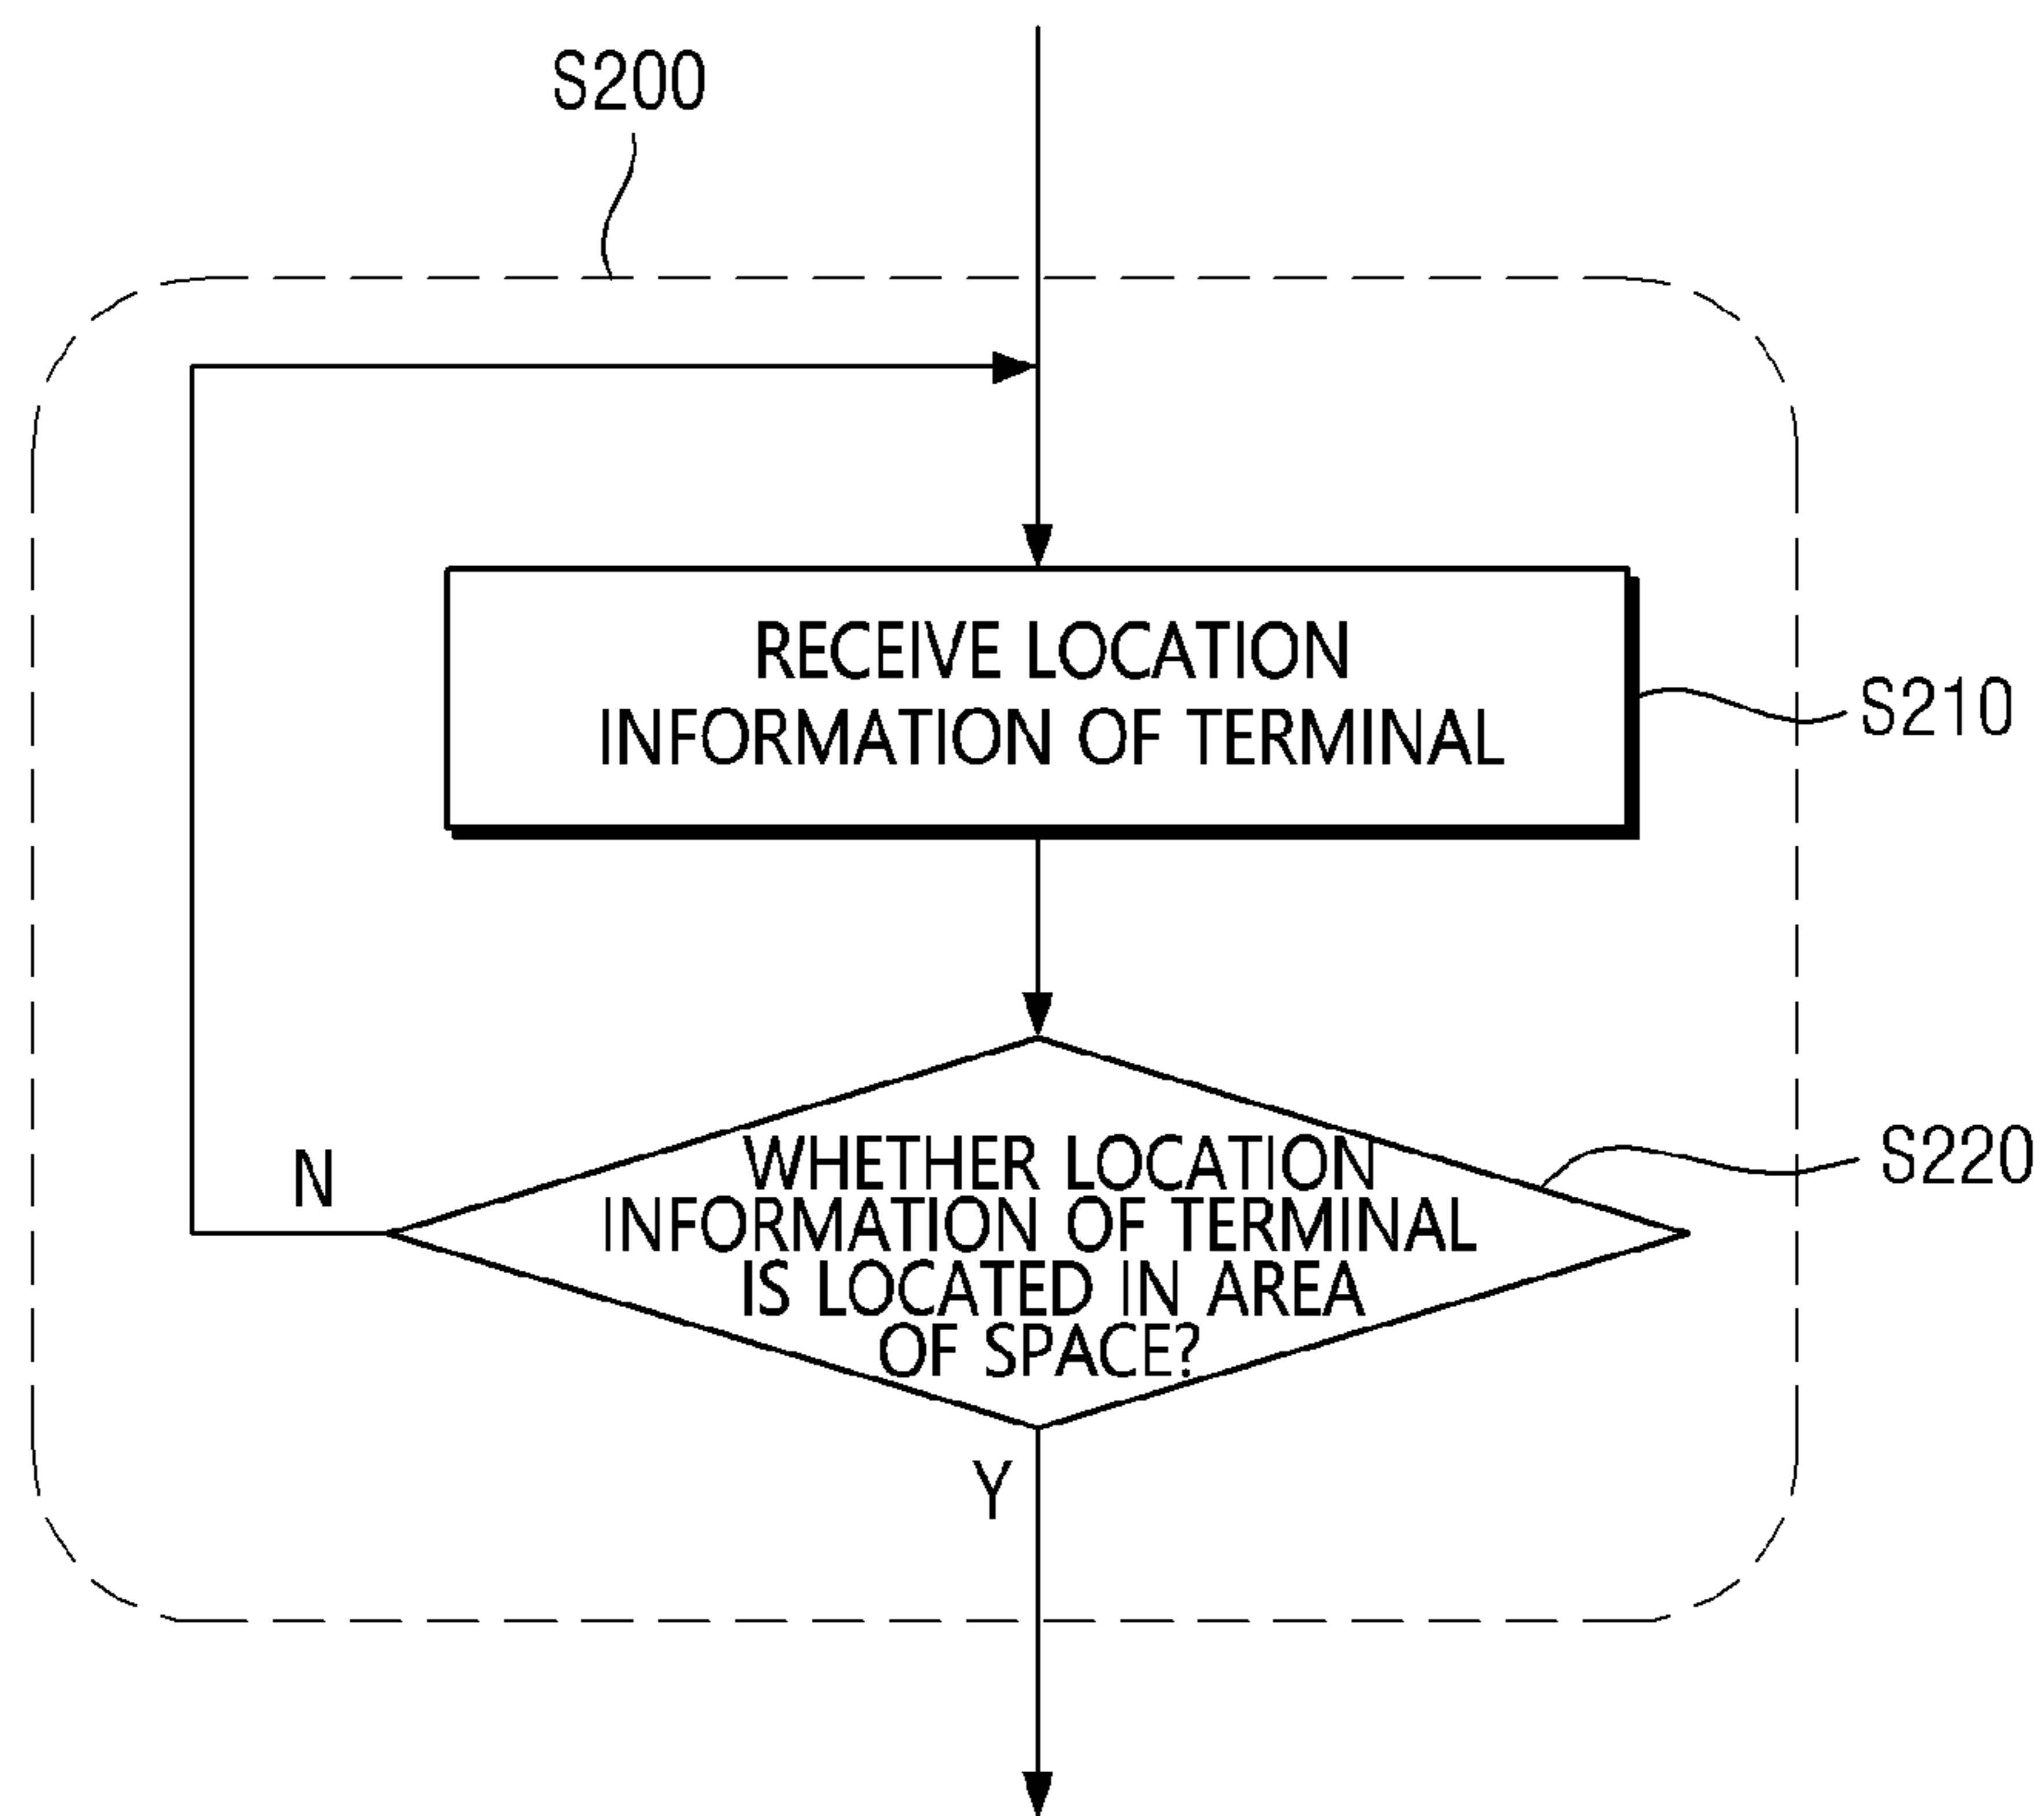 S200
RECEIVE LOCATION
INFORMATION OF TERMINAL
S210
WHETHER LOCATION
INFORMATION OF TERMINAL
IS LOCATED IN AREA
OF SPACE?
S220
N
Y